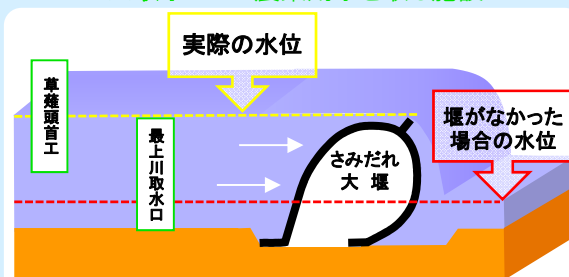 実際の水位
草薙頭首工
最上川取水口
さみだれ
大 堰
堰がなかった
場合の水位